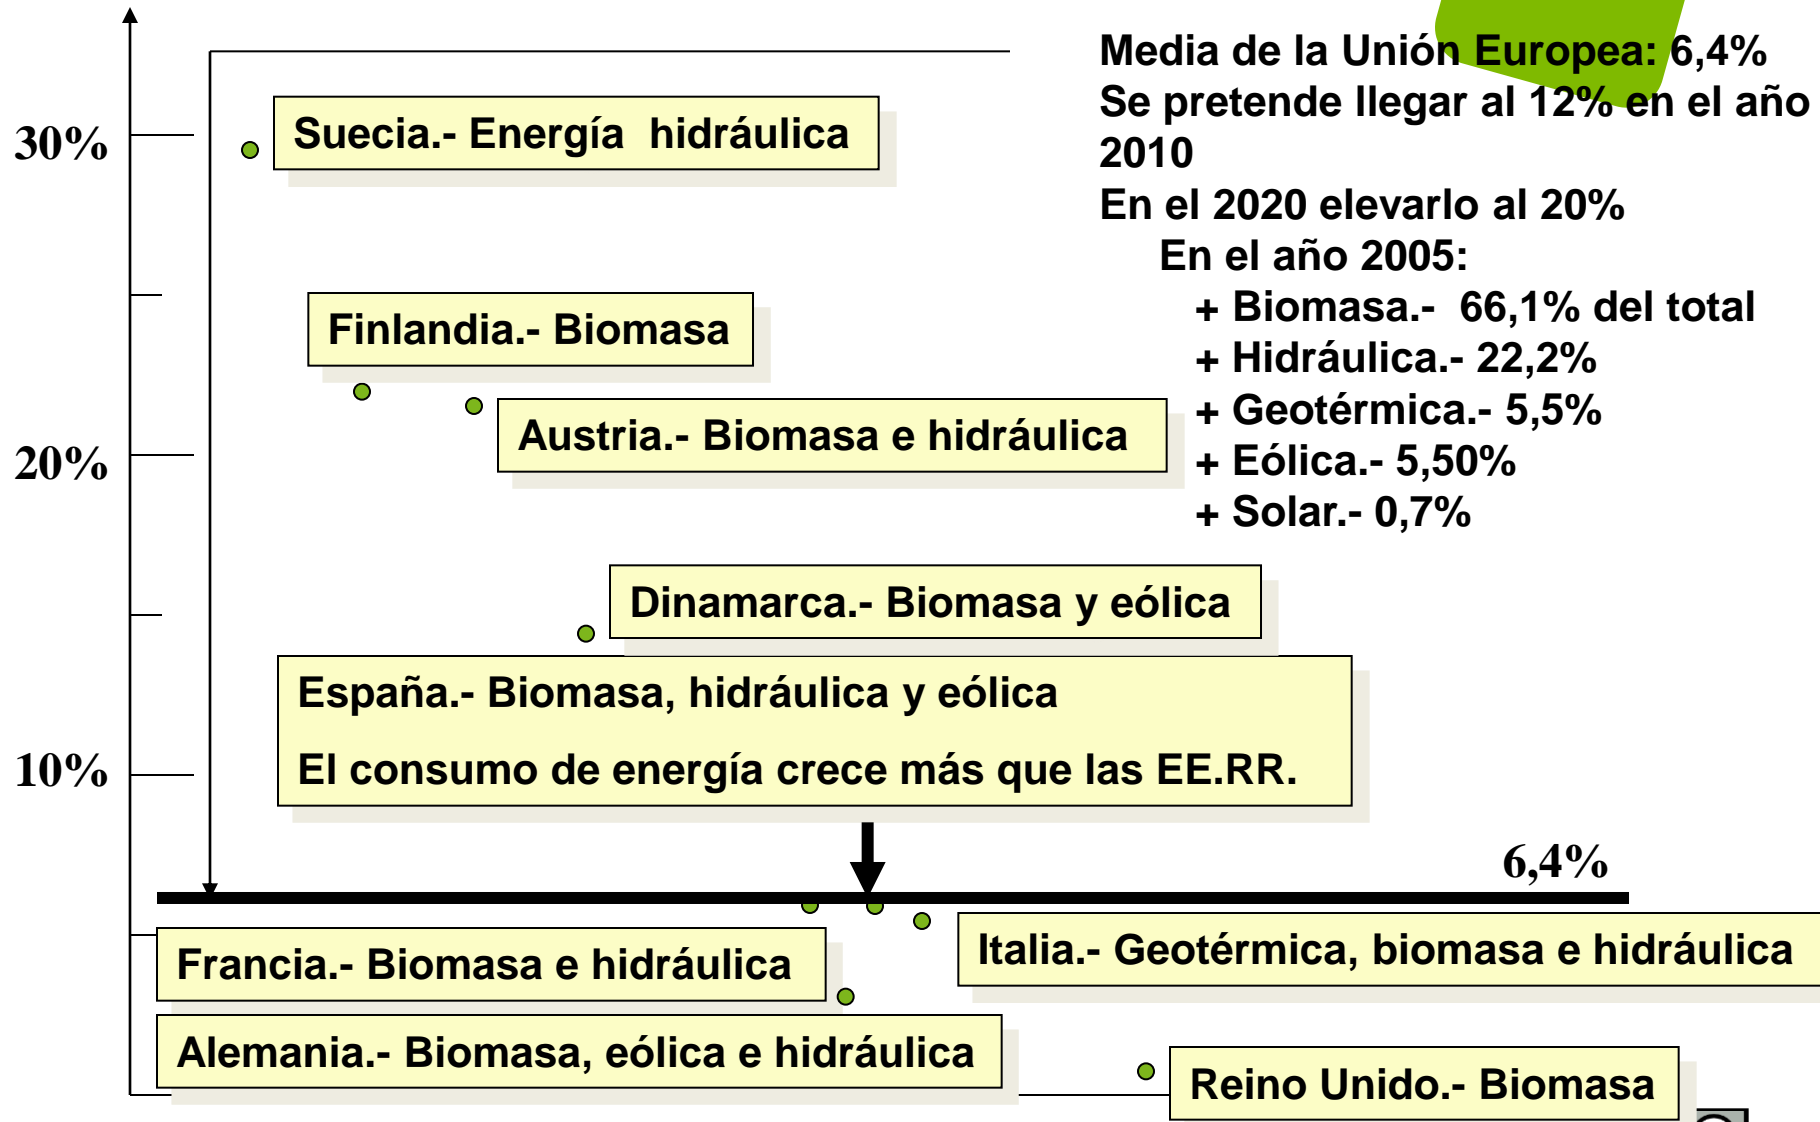 Media de la Unión Europea: 6,4%
Se pretende llegar al 12% en el año
2010
En el 2020 elevarlo al 20%
En el año 2005:
+ Biomasa.- 66,1% del total
+ Hidráulica.- 22,2%
+ Geotérmica.- 5,5%
+ Eólica.- 5,50%
+ Solar.- 0,7%
30%
Suecia.- Energía hidráulica
Finlandia.- Biomasa
Austria.- Biomasa e hidráulica
20%
Dinamarca.- Biomasa y eólica
España.- Biomasa, hidráulica y eólica
El consumo de energía crece más que las EE.RR.
10%
6,4%
Francia.- Biomasa e hidráulica
Italia.- Geotérmica, biomasa e hidráulica
Alemania.- Biomasa, eólica e hidráulica
Reino Unido.- Biomasa